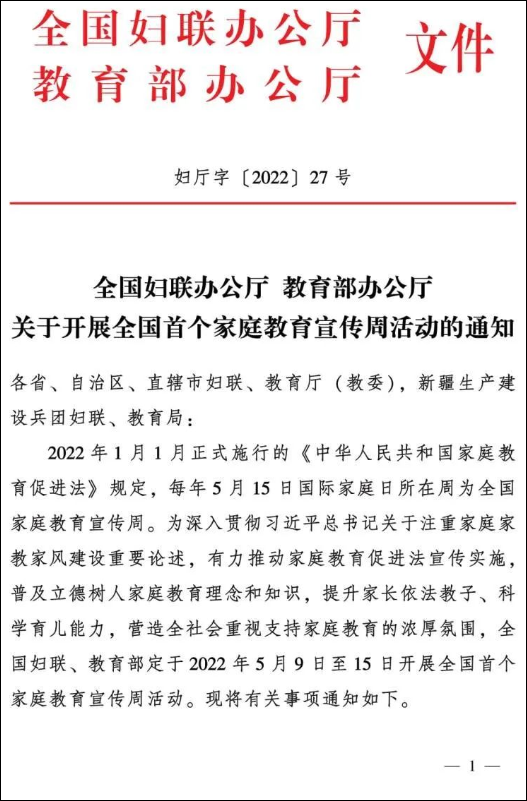 全国妇联办公厅
教育部办公厅
文件
妇厅字〔2022〕27 号
全国妇联办公厅 教育部办公厅
关于开展全国首个家庭教育宣传周活动的通知
各省、自治区、直辖市妇联、教育厅（教委），新疆生产建
设兵团妇联、教育局：
2022 年 1 月 1 日正式施行的《中华人民共和国家庭教
育促进法》规定，每年 5 月 15 日国际家庭日所在周为全国
家庭教育宣传周。为深入贯彻习近平总书记关于注重家庭家
教家风建设重要论述，有力推动家庭教育促进法宣传实施，
普及立德树人家庭教育理念和知识，提升家长依法教子、科
学育儿能力，营造全社会重视支持家庭教育的浓厚氛围，全
国妇联、教育部定于 2022 年 5 月 9 日至 15 日开展全国首个
家庭教育宣传周活动。现将有关事项通知如下。
— 1 —